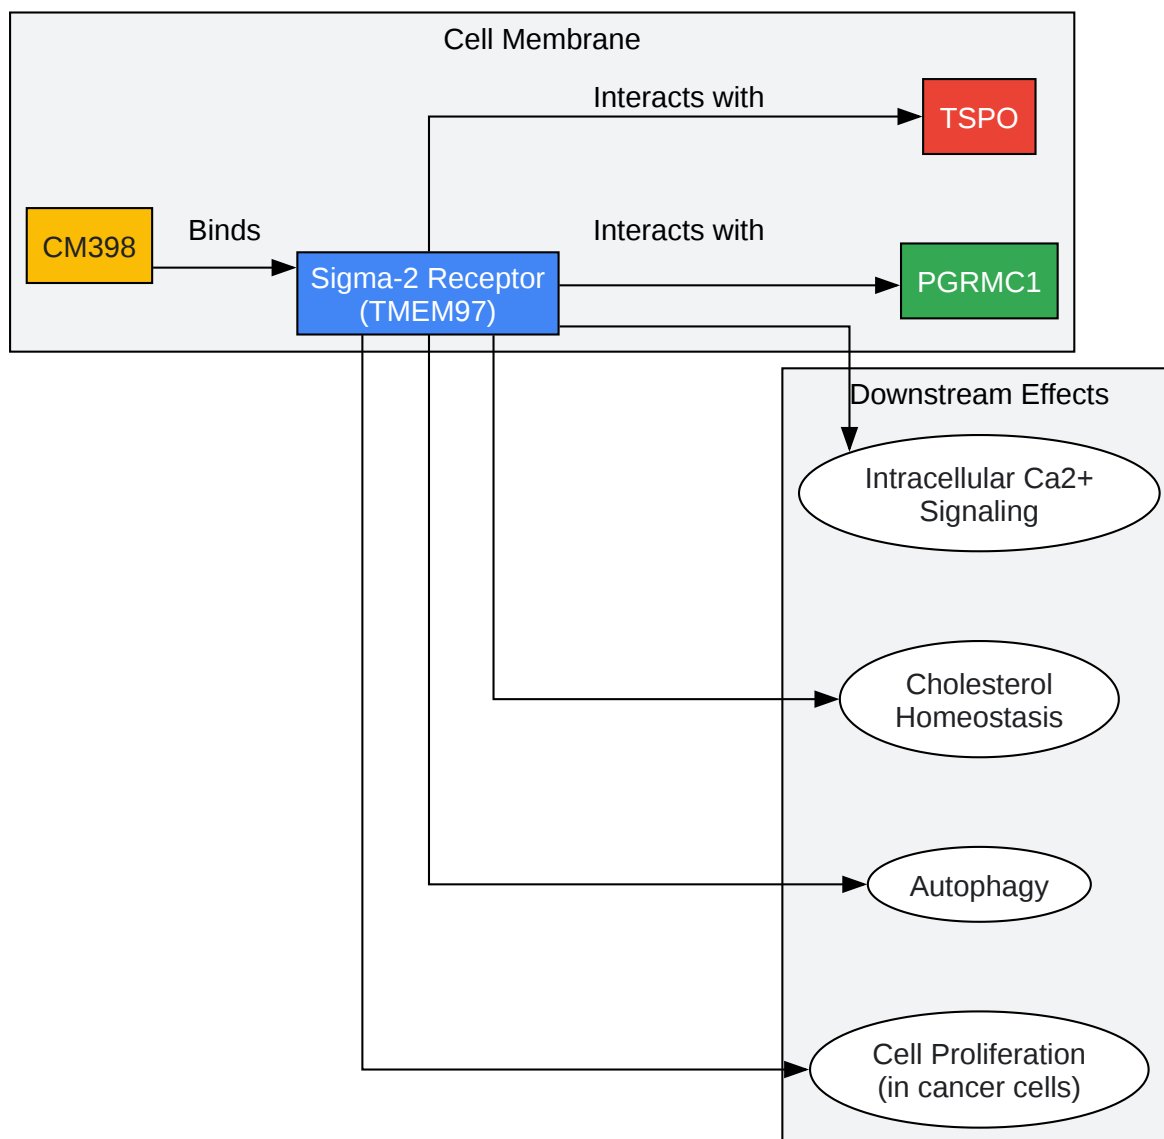 Cell Membrane
Interacts with
TSPO
CM398
Binds
Interacts with
Sigma-2 Receptor
(TMEM97)
PGRMC1
Downstream Effects
Intracellular Ca2+
Signaling
Cholesterol
Homeostasis
Autophagy
Cell Proliferation
(in cancer cells)